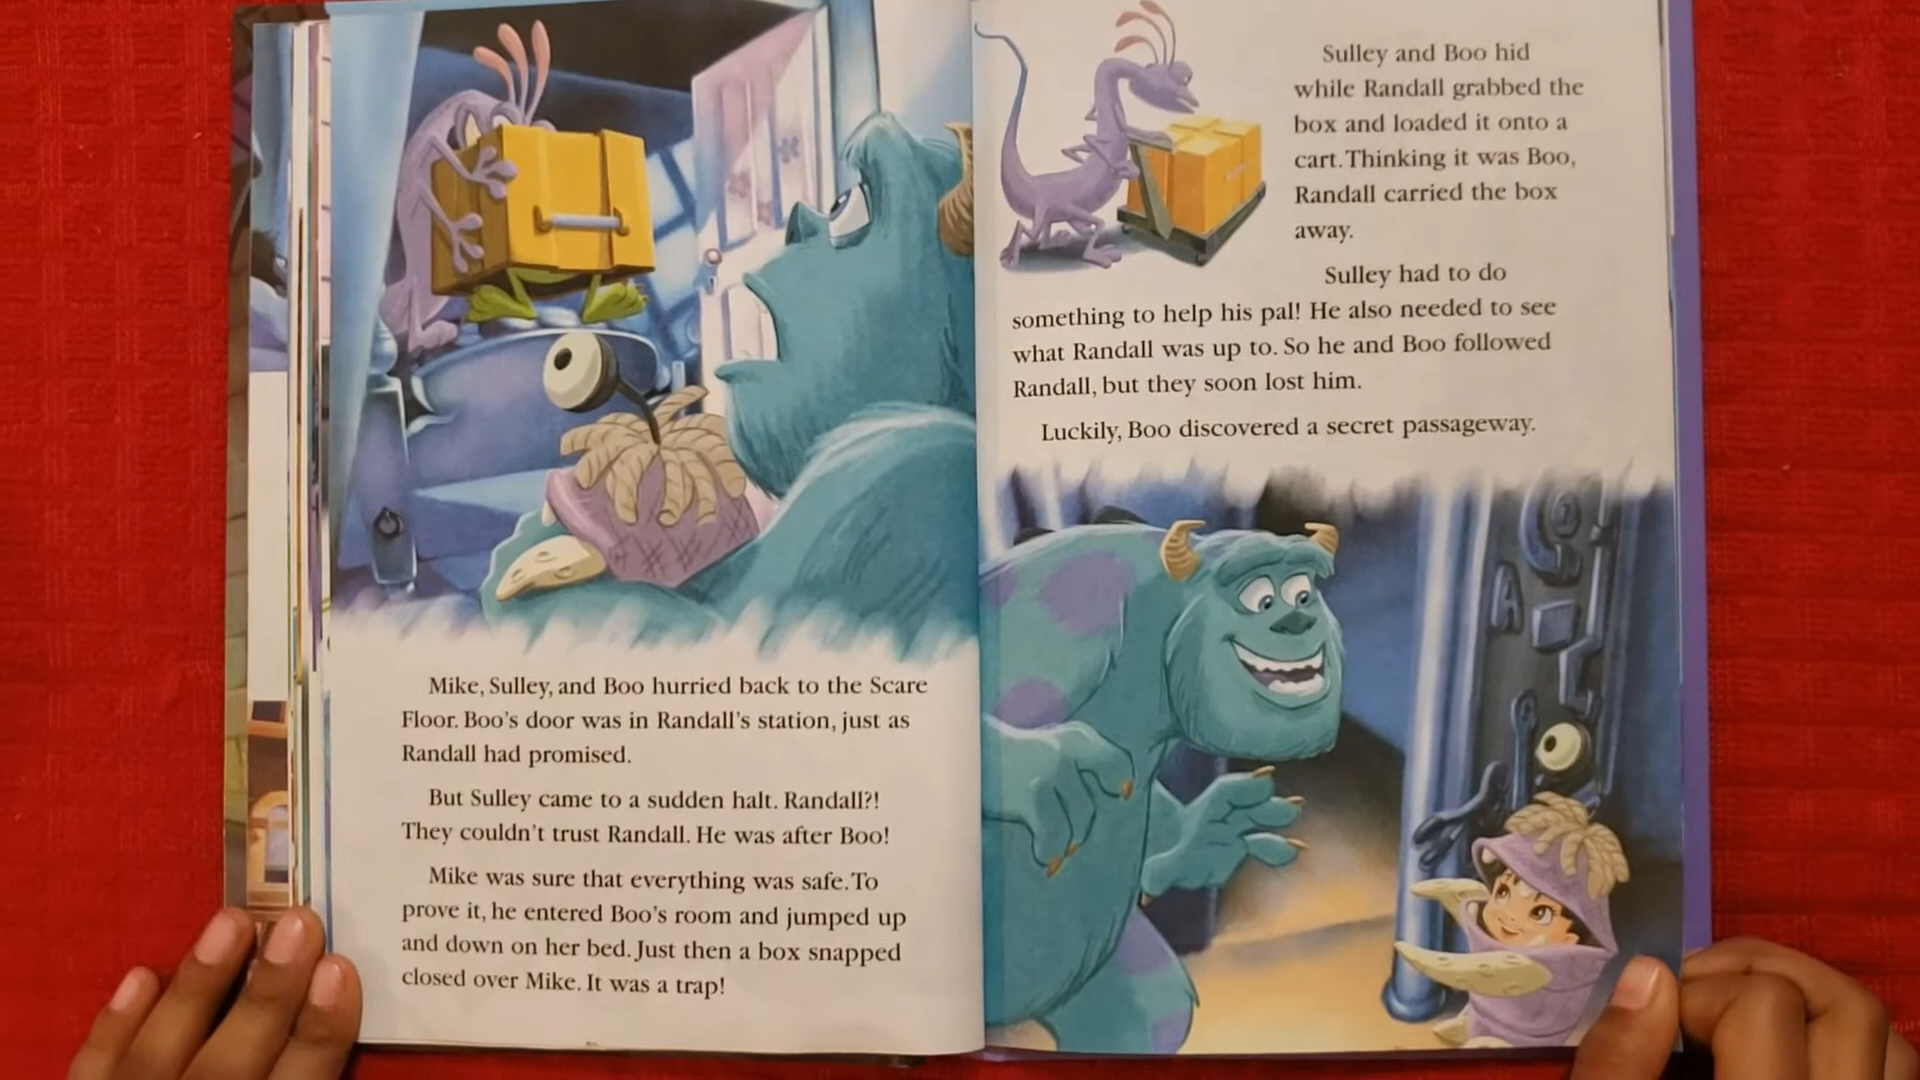 Mike, Sulley, and Boo hurried back to the Scare
Floor. Boo's door was in Randall's station, just as
Randall had promised.
But Sulley came to a sudden halt. Randall?!
They couldn't trust Randall. He was after Boo!
Mike was sure that everything was safe. To
prove it, he entered Boo's room and jumped up
and down on her bed. Just then a box snapped
closed over Mike. It was a trap!
Sulley and Boo hid
while Randall grabbed the
box and loaded it onto a
cart. Thinking it was Boo,
Randall carried the box
away.
Sulley had to do
something to help his pal! He also needed to see
what Randall was up to. So he and Boo followed
Randall, but they soon lost him.
Luckily, Boo discovered a secret passageway.